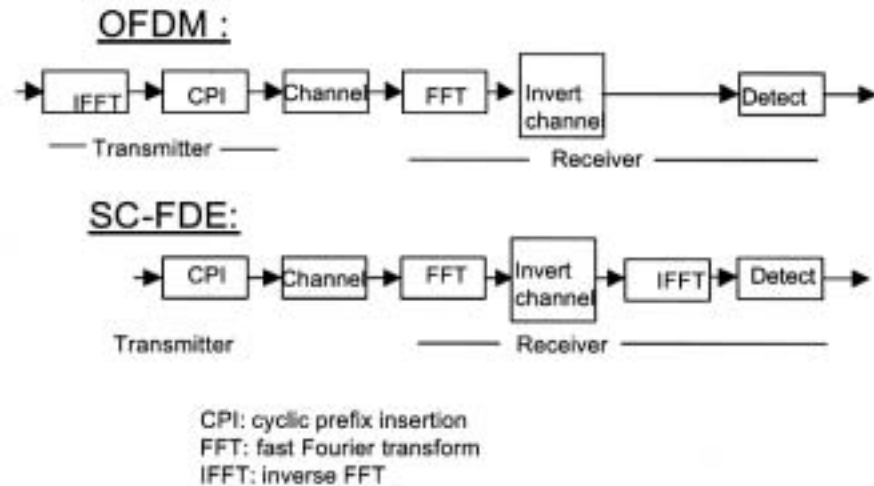 OFDM :
IFFT CPI Channel FFT Invert channel Detect
Transmitter Receiver
SC-FDE:
CPI Channel FFT Invert channel IFFT Detect
Transmitter Receiver
CPI: cyclic prefix insertion
FFT: fast Fourier transform
IFFT: inverse FFT